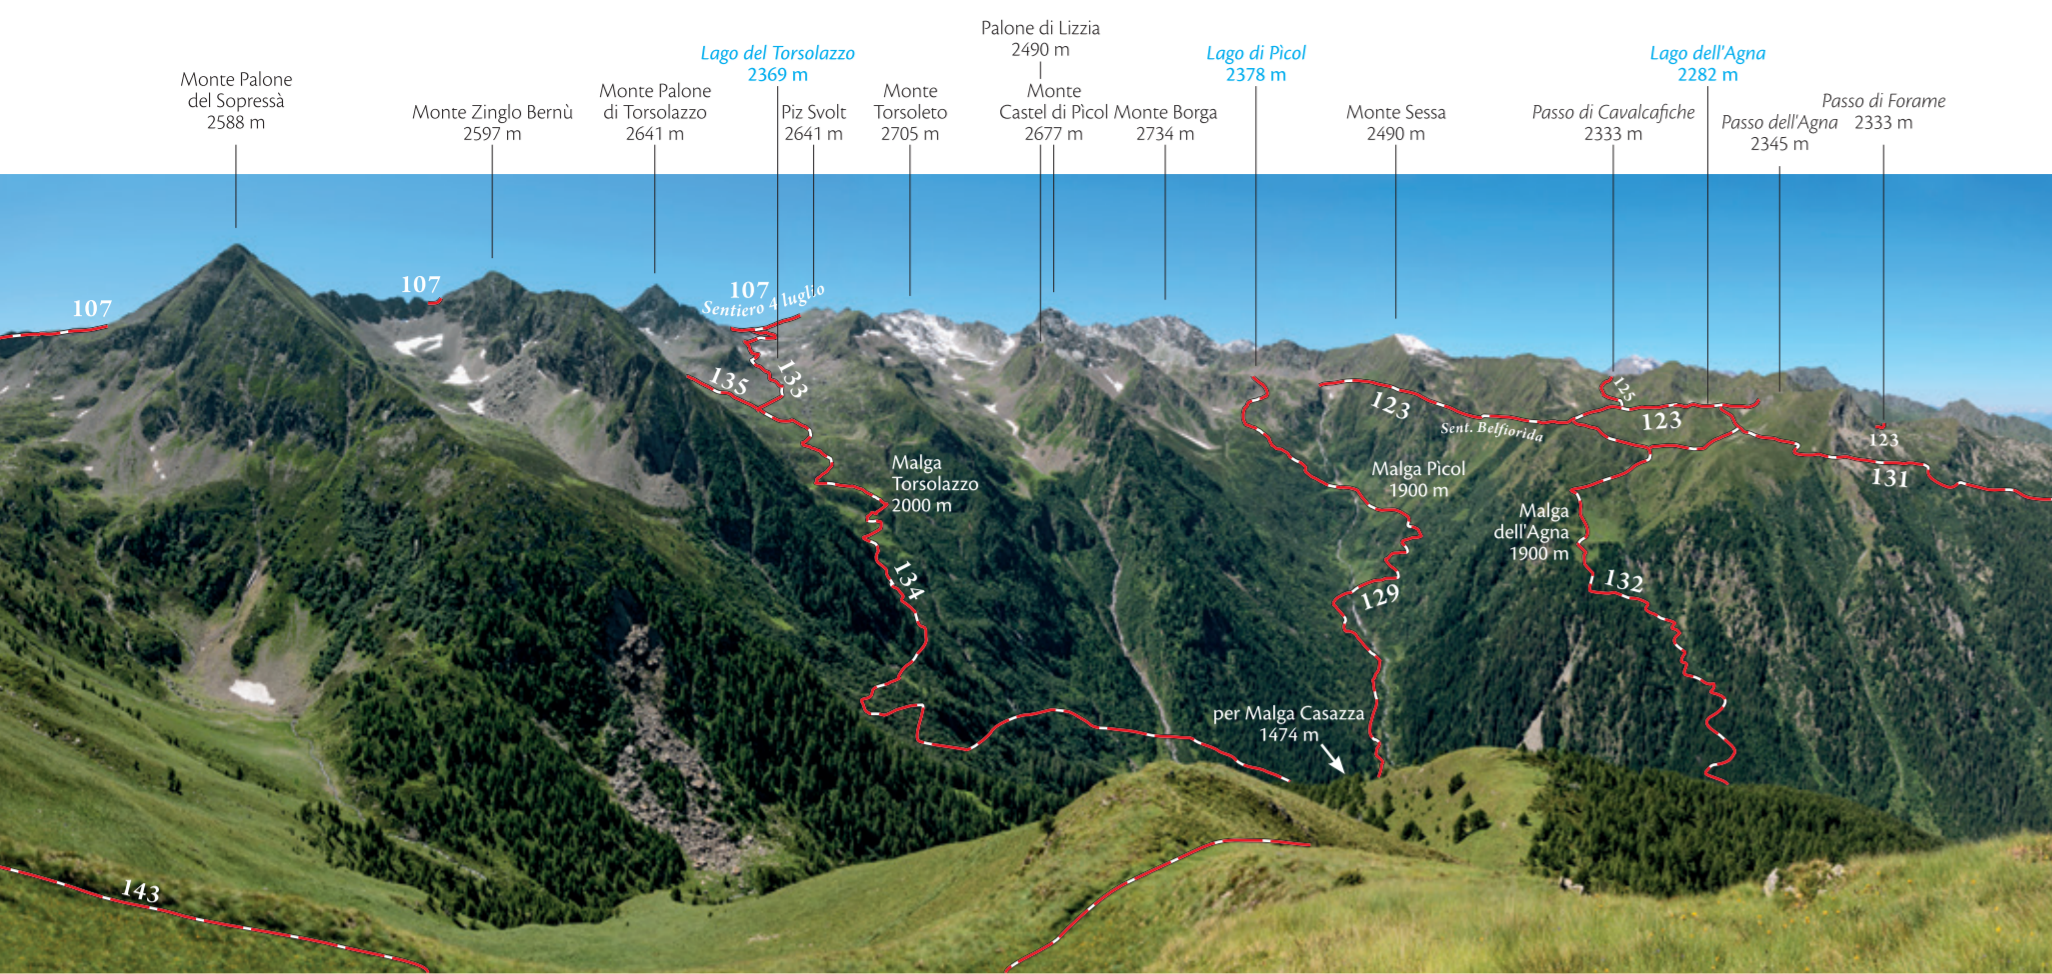 Palone di Lizzia
2490 m
Lago del Torsolazzo
2369 m
Lago di Pìcol
2378 m
Lago dell'Agna
2282 m
Monte Palone
del Sopressà
2588 m
Monte Zinglo Bernù
2597 m
Monte Palone
di Torsolazzo
2641 m
Piz Svolt
2641 m
Monte
Torsoleto
2705 m
Monte
Castel di Pìcol
2677 m
Monte Borga
2734 m
Monte Sessa
2490 m
Passo di Cavalcafiche
2333 m
Passo dell'Agna
2345 m
Passo di Forame
2333 m
107
107
107
Sentiero 4 luglio
135
133
123
Sent. Belfiorida
125
123
123
131
Malga
Torsolazzo
2000 m
Malga Pìcol
1900 m
Malga
dell'Agna
1900 m
134
129
132
per Malga Casazza
1474 m
143